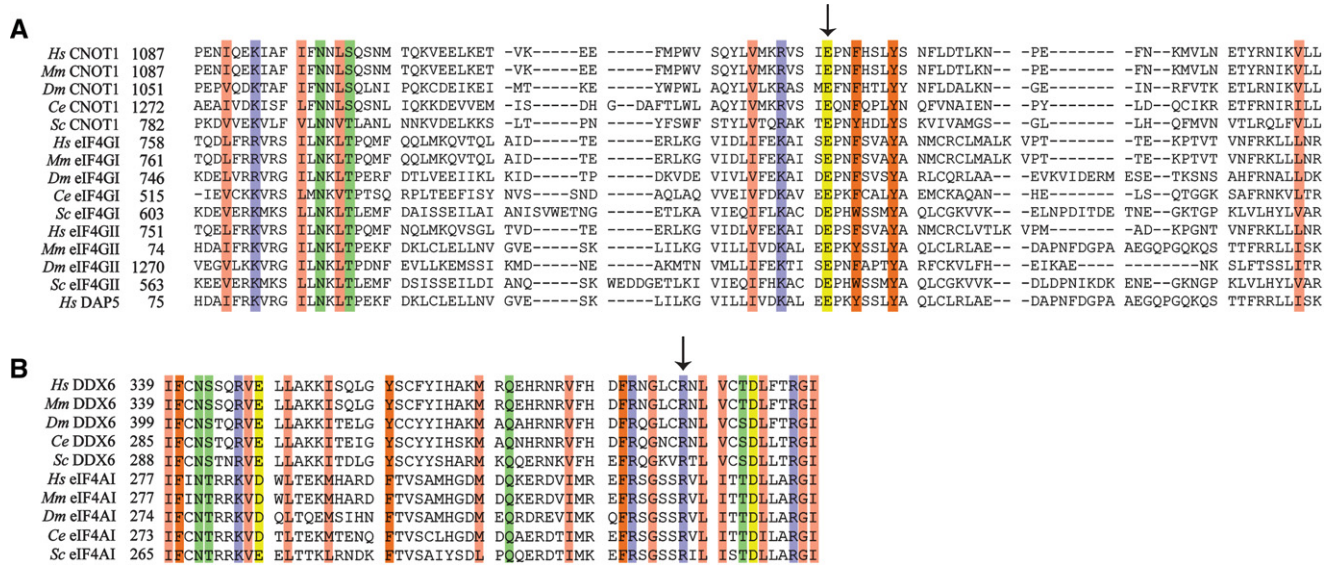 A
Hs CNOT1 1087 PENIQEKIAF IFNNLSQSNM TQKVEELKET -VK------EE ------FMPWV SQYLVMKRVS IEPNFHSLYS NFLDTLKN-- -PE-------- --FN--KMVLN ETYRNIKVLL
Mm CNOT1 1087 PENIQEKIAF IFNNLSQSNM TQKVEELKET -VK------EE ------FMPWV SQYLVMKRVS IEPNFHSLYS NFLDTLKN-- -PE-------- --FN--KMVLN ETYRNIKVLL
Dm CNOT1 1051 PEPVQDKTAF IFNNLSQLNI PQKCDEIKEI -MT------KE ------YWPWL AQYLVLKRAS MEFNFHTLYY NFLDALKN-- -PE-------- --IN--RFVTK ETLRNIRVLL
Ce CNOT1 1272 AEAIVDKISF LFNNLSQSNL IQKKDEVVEM -IS------DH G--DAFTLWL AQYIVLKRVS IEQNFQPLYN QFVNAIEN-- -PY-------- --LD--QCIKR ETFRNIRILL
Sc CNOT1 782 PKDVVEKVLF VLNNVTLANL NNKVDELKKS -LT------PN ------YFSWF STYLVTQRAK TEPNYHDLYS KVIVAMGS-- -GL-------- --LH--QFMVN VTLRQLFVLL
Hs eIF4GI 758 TQDLFRRVRS ILNKLTPQMF QQLMKQVTQL AID------TE ------ERLKG VIDLIFEKAI SEPNFSVAYA NMCRCLMALK VPT------- --TE--KPTVT VNFRKLLLNR
Mm eIF4GI 761 TQDLFRRVRS ILNKLTPQMF QQLMKQVTQL AID------TE ------ERLKG VIDLIFEKAI SEPNFSVAYA NMCRCLMALK VPT------- --TE--KPTVT VNFRKLLLNR
Dm eIF4GI 746 KDELVRRVRG ILNKLTPERF DTLVEEIIKL KID------TP ------DKVDE VIVLVFEKAI DEPNFSVSYA RLCQRLAA-- EVKVIDERM ESE--TKSNS AHFRNALLDK
Ce eIF4GI 515 -IEVCKKVRS LMNKVTPTSQ RPLTEEFISY NVS----SND ------AQLAQ VVEIFFEKAV EEPKFCALYA EMCKAQAN-- HE-------- --LS--QTGGK SAFRNKVLTR
Sc eIF4GI 603 KDEVERKMKS LLNKLTLEMF DAISSEILAI ANISVWETNG ------ETLKA VIEQIFLKAC DEPHWSSMYA QLCGKVVK-- -ELNPDITDE TNE--GKTGP KLVLHYLVAR
Hs eIF4GII 751 TQELFRKVRS ILNKLTPQMF NQLMKQVSGL TVD------TE ------ERLKG VIDLVFEKAI DEPSFSVAYA NMCRCLVTLK VPM------- --AD--KPGNT VNFRKLLLNR
Mm eIF4GII 74 HDAIFRKVRG ILNKLTPEKF DKLCLELLNV GVE------SK ------LILKG VILLIVDKAL EEPKYSSLYA QLCLRLAE-- -DAPNFDGPA AEGQPGQKQS TTFRRLLISK
Dm eIF4GII 1270 VEGVLKKVRG ILNKLTPDNF EVLLKEMSSI KMD------NE ------AKMTN VMLLIFEKTI SEPNFAPTYA RFCKVLFH-- -EIKAE------ ---NK SLFTSSLITR
Sc eIF4GII 563 KEEVERKMKS LLNKLTPEMF DSISSEILDI ANQ------SK WEDDGETLKI VIEQIFHKAC DEPHWSSMYA QLCGKVVK-- -DLDPNIKDK ENE--GKNGP KLVLHYLVAR
Hs DAP5 75 HDAIFRKVRG ILNKLTPEKF DKLCLELLNV GVE------SK ------LILKG VILLIVDKAL EEPKYSSLYA QLCLRLAE-- -DAPNFDGPA AEGQPGQKQS TTFRRLLISK
B
Hs DDX6 339 IFCNSSQRVE LLAKKISQLG YSCFYIHAKM RQEHRNRVFH DFRNGLCRNL VCTDLFTRGI
Mm DDX6 339 IFCNSSQRVE LLAKKISQLG YSCFYIHAKM RQEHRNRVFH DFRNGLCRNL VCTDLFTRGI
Dm DDX6 399 IFCNSTQRVE LLAKKITELG YCCYYIHAKM AQAHRNRVFH DFRQGLCRNL VCSDLFTRGI
Ce DDX6 285 IFCNSTQRVE LLAKKITEIG YSCYYIHSKM AQNHRNRVFH DFRQGNCRNL VCSDLLTRGI
Sc DDX6 288 IFCNSTNRVE LLAKKITDLG YSCYYSHARM KQQERNKVFH EFRQGKVRTL VCSDLLTRGI
Hs eIF4AI 277 IFINTRRKVD WLTEKMHARD FTVSAMHGDM DQKERDVIMR EFRSGSSRVL ITTDLLARGI
Mm eIF4AI 277 IFINTRRKVD WLTEKMHARD FTVSAMHGDM DQKERDVIMR EFRSGSSRVL ITTDLLARGI
Dm eIF4AI 274 IFCNTRRKVD QLTQEMSIHN FTVSAMHGDM EQRDREVIMK QFRSGSSRVL ITTDLLARGI
Ce eIF4AI 273 IFCNTRRKVD TLTEKMTENQ FTVSCLHGDM DQAERDTIMR EFRSGSSRVL ITTDILARGI
Sc eIF4AI 265 IFCNTRRKVE ELTTKLRNDK FTVSAIYSDL PQQERDTIMK EFRSGSSRIL ISTDLLARGI